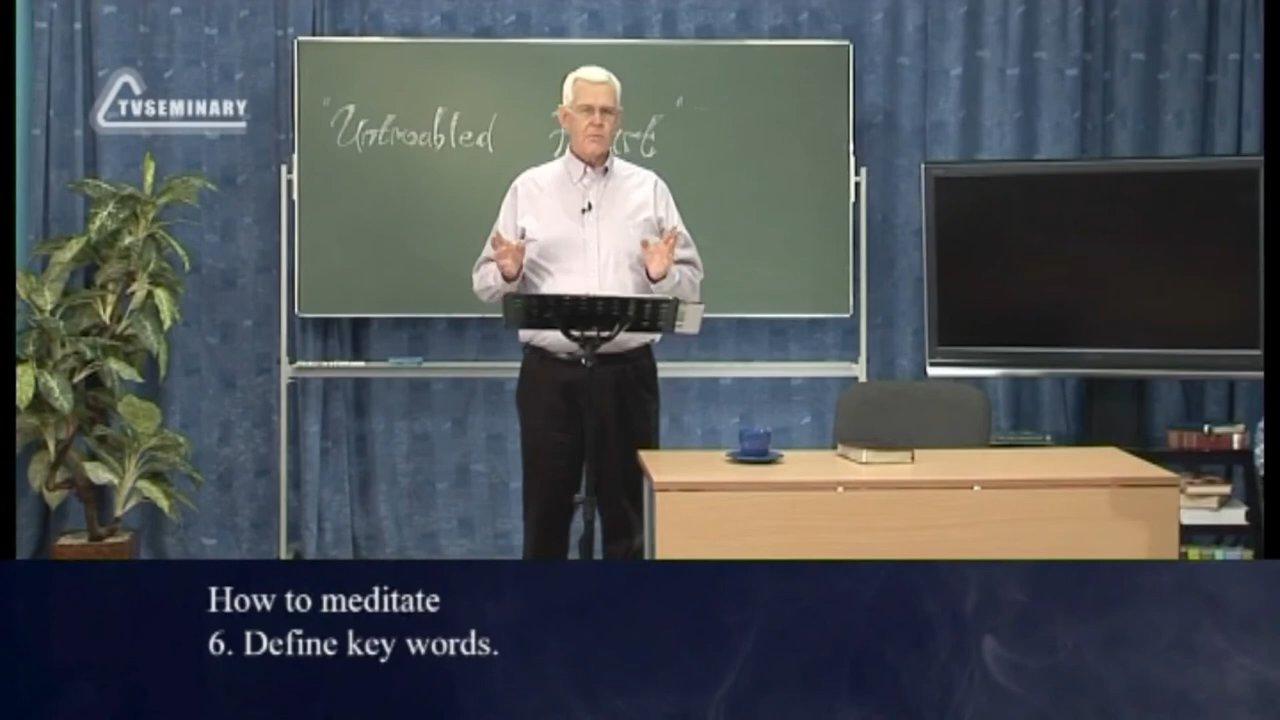 TVSEMINARY
"Untroubled
How to meditate
6. Define key words.